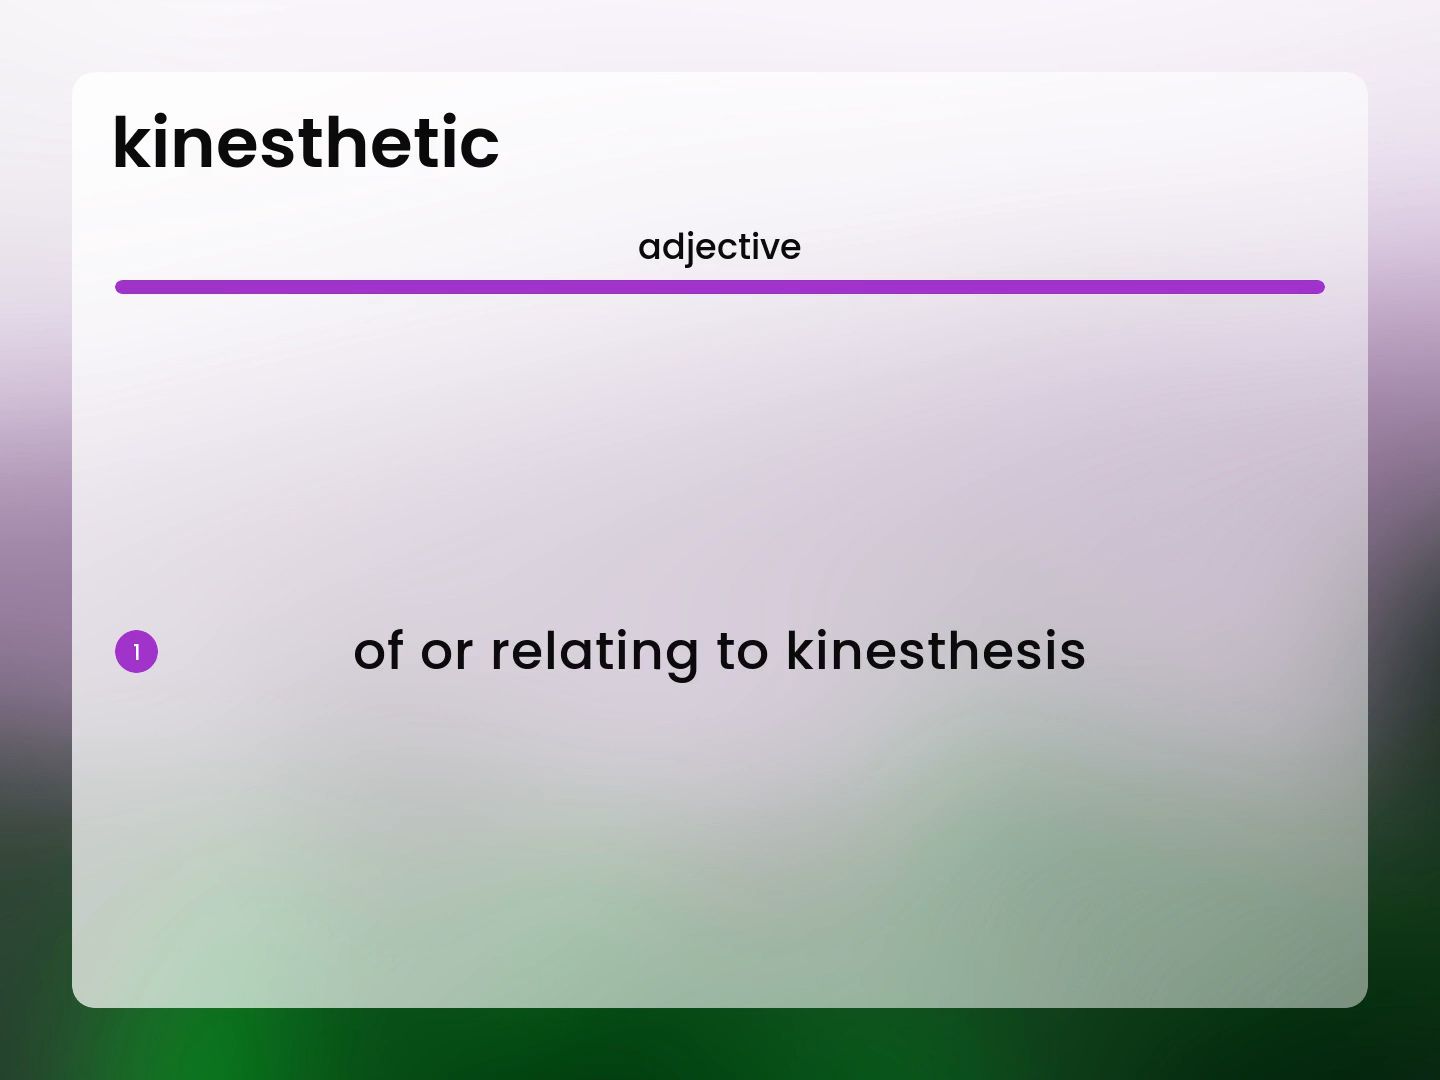 kinesthetic
adjective
1
of or relating to kinesthesis